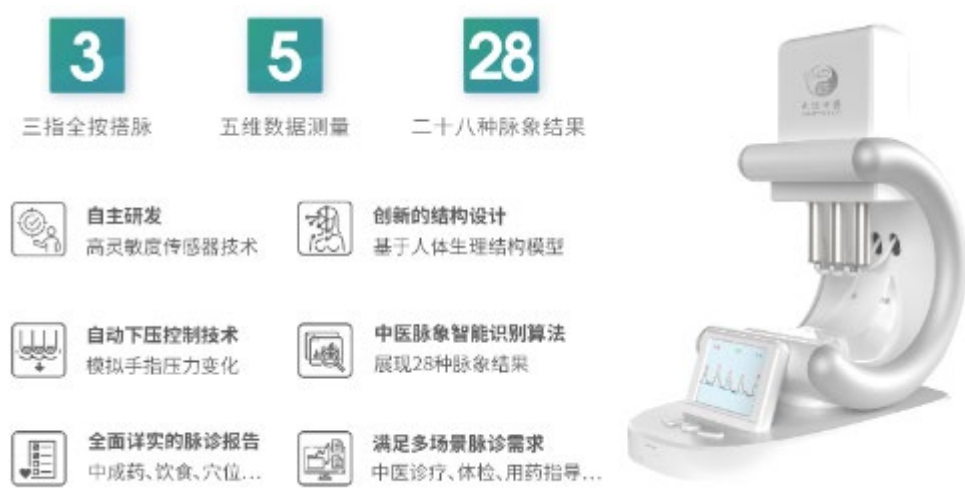 3
5
28
三指全按搭脉
五维数据测量
二十八种脉象结果
自主研发
高灵敏度传感器技术
创新的结构设计
基于人体生理结构模型
自动下压控制技术
模拟手指压力变化
中医脉象智能识别算法
展现28种脉象结果
全面详实的脉诊报告
中成药、饮食、穴位...
满足多场景脉诊需求
中医诊疗、体检、用药指导...